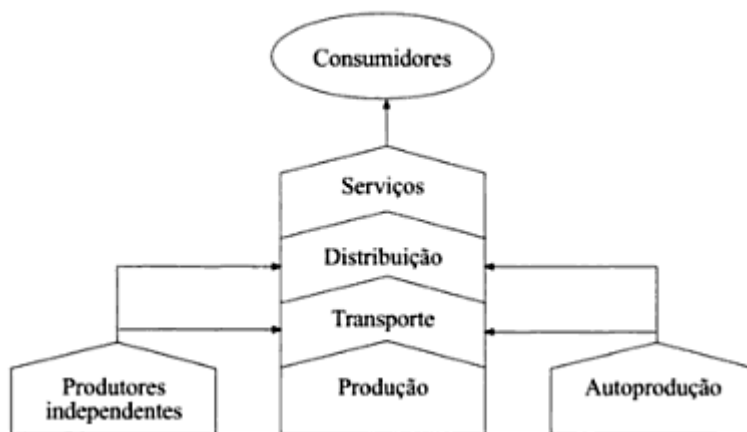 Consumidores
Serviços
Distribuição
Transporte
Produtores
independentes
Produção
Autoprodução